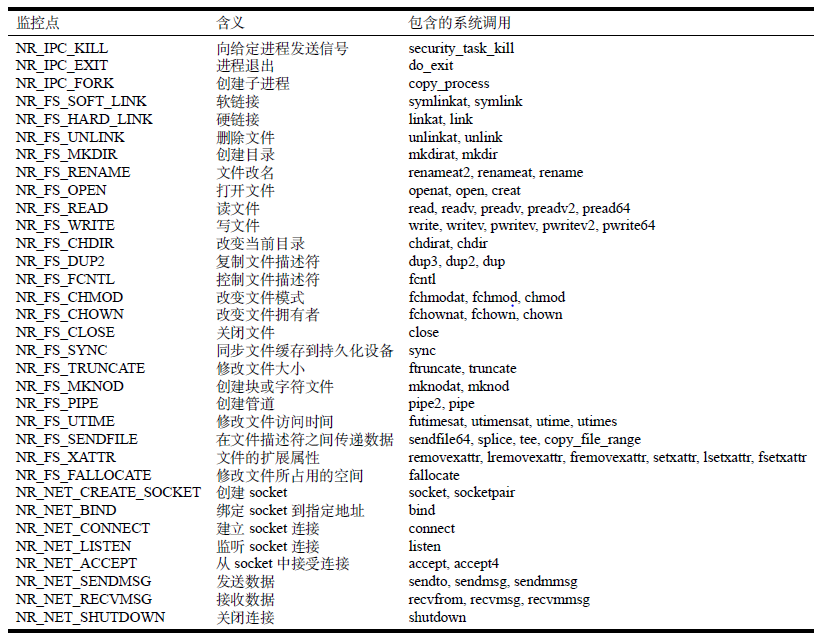 监控点 含义 包含的系统调用
NR_IPC_KILL 向给定进程发送信号 security_task_kill
NR_IPC_EXIT 进程退出 do_exit
NR_IPC_FORK 创建子进程 copy_process
NR_FS_SOFT_LINK 软链接 symlinkat, symlink
NR_FS_HARD_LINK 硬链接 linkat, link
NR_FS_UNLINK 删除文件 unlinkat, unlink
NR_FS_MKDIR 创建目录 mkdirat, mkdir
NR_FS_RENAME 文件改名 renameat2, renameat, rename
NR_FS_OPEN 打开文件 openat, open, creat
NR_FS_READ 读文件 read, readv, preadv, preadv2, pread64
NR_FS_WRITE 写文件 write, writev, pwritev, pwritev2, pwrite64
NR_FS_CHDIR 改变当前目录 chdirat, chdir
NR_FS_DUP2 复制文件描述符 dup3, dup2, dup
NR_FS_FCNTL 控制文件描述符 fcntl
NR_FS_CHMOD 改变文件模式 fchmodat, fchmod, chmod
NR_FS_CHOWN 改变文件拥有者 fchownat, fchown, chown
NR_FS_CLOSE 关闭文件 close
NR_FS_SYNC 同步文件缓存到持久化设备 sync
NR_FS_TRUNCATE 修改文件大小 ftruncate, truncate
NR_FS_MKNOD 创建块或字符文件 mknodat, mknod
NR_FS_PIPE 创建管道 pipe2, pipe
NR_FS_UTIME 修改文件访问时间 futimesat, utimensat, utime, utimes
NR_FS_SENDFILE 在文件描述符之间传递数据 sendfile64, splice, tee, copy_file_range
NR_FS_XATTR 文件的扩展属性 removexattr, lremovexattr, fremovexattr, setxattr, lsetxattr, fsetxattr
NR_FS_FALLOCATE 修改文件所占用的空间 fallocate
NR_NET_CREATE_SOCKET 创建 socket socket, socketpair
NR_NET_BIND 绑定 socket 到指定地址 bind
NR_NET_CONNECT 建立 socket 连接 connect
NR_NET_LISTEN 监听 socket 连接 listen
NR_NET_ACCEPT 从 socket 中接受连接 accept, accept4
NR_NET_SENDMSG 发送数据 sendto, sendmsg, sendmmsg
NR_NET_RECVMSG 接收数据 recvfrom, recvmsg, recvmmsg
NR_NET_SHUTDOWN 关闭连接 shutdown